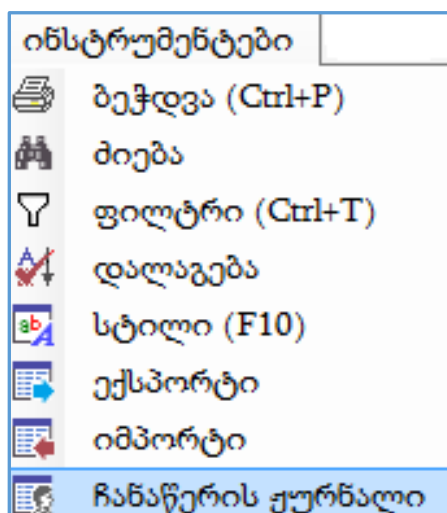 ინსტრუმენტები
ბეჭდვა (Ctrl+P)
ძიება
ფილტრი (Ctrl+T)
დალაგება
სტილი (F10)
ექსპორტი
იმპორტი
ჩანაწერის ჟურნალი